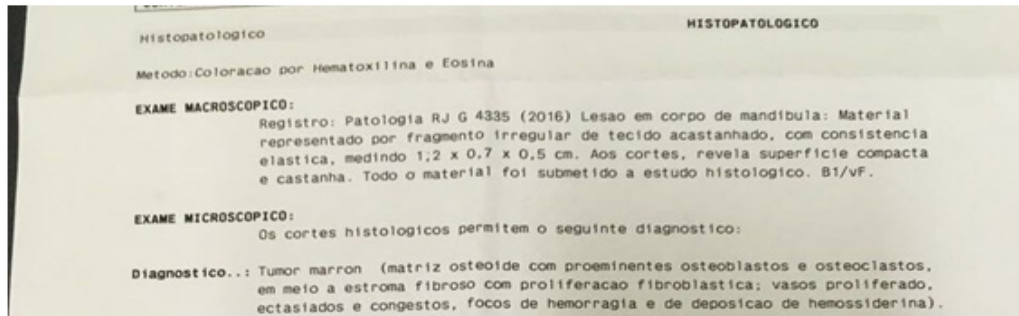 HISTOPATOLOGICO
Histopatologico
Metodo:Coloracao por Hematoxilina e Eosina
EXAME MACROSCOPICO:
Registro: Patologia RJ G 4335 (2016) Lesao em corpo de mandibula: Material
representado por fragmento irregular de tecido acastanhado, com consistencia
elastica, medindo 1,2 x 0,7 x 0,5 cm. Aos cortes, revela superficie compacta
e castanha. Todo o material foi submetido a estudo histologico. B1/vF.
EXAME MICROSCOPICO:
Os cortes histologicos permitem o seguinte diagnostico:
Diagnostico..: Tumor marron (matriz osteoide com proeminentes osteoblastos e osteoclastos,
em meio a estroma fibroso com proliferacao fibroblastica; vasos proliferado,
ectasiados e congestos, focos de hemorragia e de deposicao de hemossiderina).